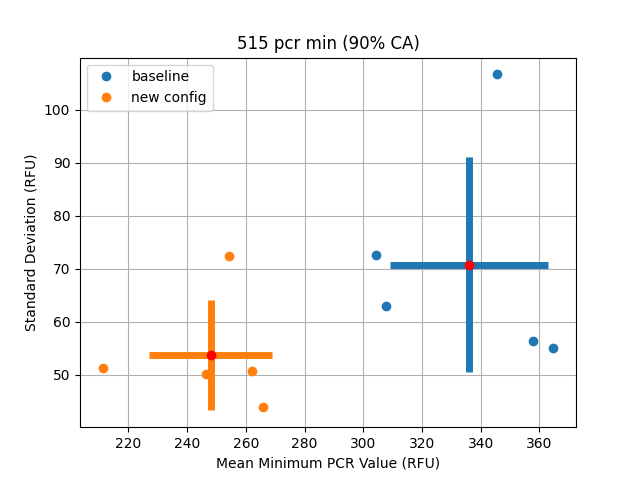 515 pcr min (90% CA)
baseline
new config
100
90
80
70
60
50
Standard Deviation (RFU)
220 240 260 280 300 320 340 360
Mean Minimum PCR Value (RFU)